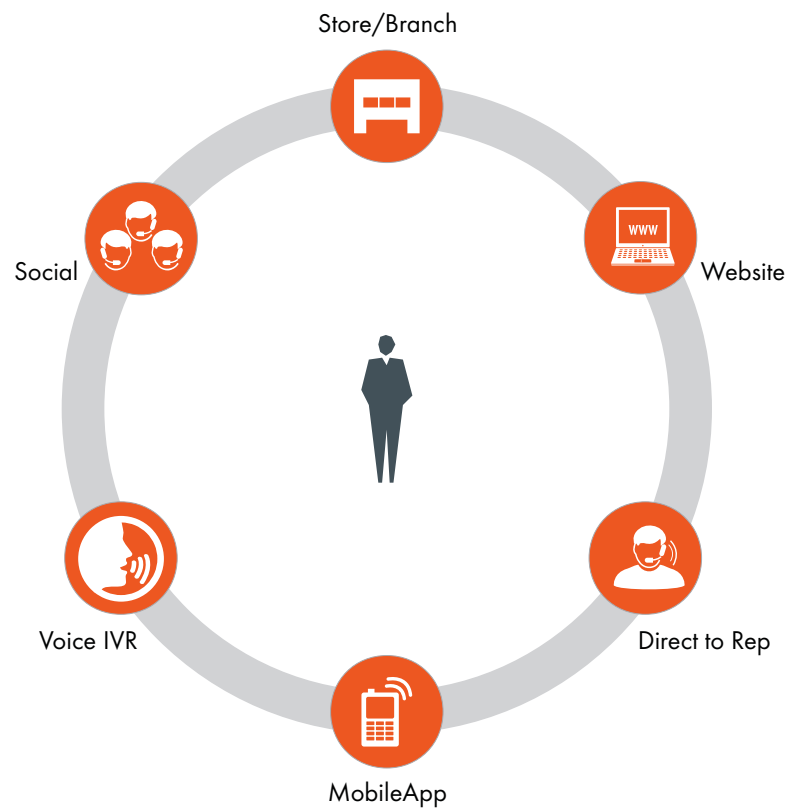 Store/Branch
WWW
Social
Website
Voice IVR
Direct to Rep
MobileApp